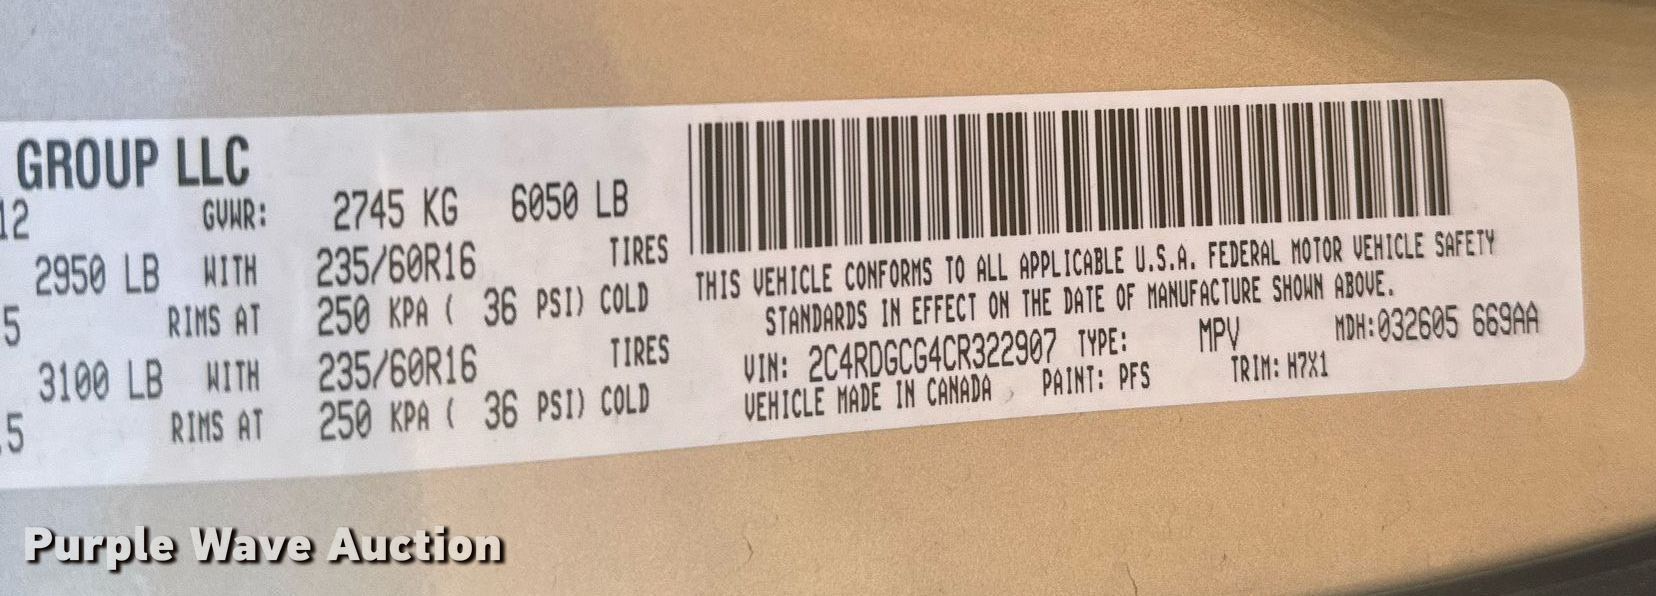 GROUP LLC
12 GVWR: 2745 KG 6050 LB
2950 LB WITH 235/60R16 TIRES
5 RIMS AT 250 KPA ( 36 PSI) COLD
3100 LB WITH 235/60R16 TIRES
.5 RIMS AT 250 KPA ( 36 PSI) COLD
THIS VEHICLE CONFORMS TO ALL APPLICABLE U.S.A. FEDERAL MOTOR VEHICLE SAFETY
STANDARDS IN EFFECT ON THE DATE OF MANUFACTURE SHOWN ABOVE.
VIN: 2C4RDGCG4CR322907 TYPE: MPV MDH:032605 669AA
VEHICLE MADE IN CANADA PAINT: PFS TRIM: H7X1
Purple Wave Auction